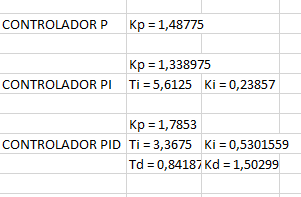 CONTROLADOR P Kp = 1,48775
Kp = 1,338975
CONTROLADOR PI Ti = 5,6125 Ki = 0,23857
Kp = 1,7853
CONTROLADOR PID Ti = 3,3675 Ki = 0,5301559
Td = 0,84187 Kd = 1,50299